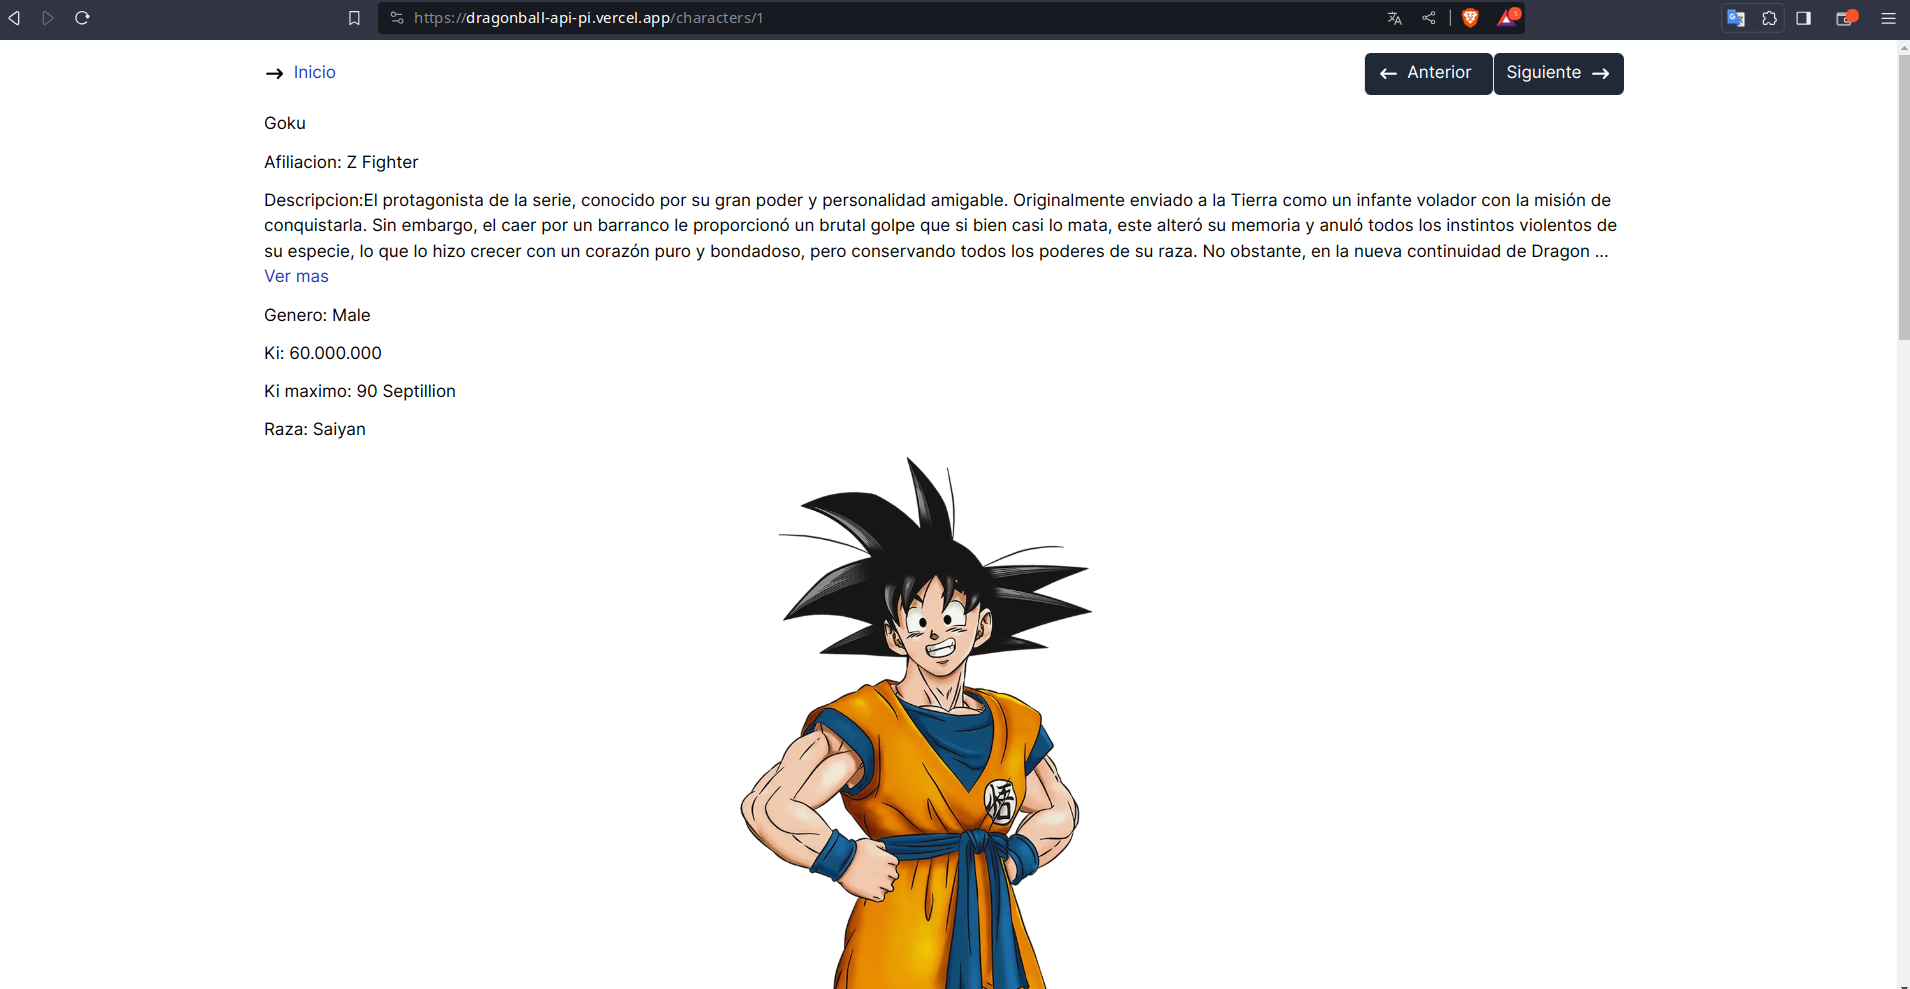 https://dragonball-api-pi.vercel.app/characters/1
1
Inicio
Anterior
Siguiente
Goku
Afiliacion: Z Fighter
Descripcion:El protagonista de la serie, conocido por su gran poder y personalidad amigable. Originalmente enviado a la Tierra como un infante volador con la misión de
conquistarla. Sin embargo, el caer por un barranco le proporcionó un brutal golpe que si bien casi lo mata, este alteró su memoria y anuló todos los instintos violentos de
su especie, lo que lo hizo crecer con un corazón puro y bondadoso, pero conservando todos los poderes de su raza. No obstante, en la nueva continuidad de Dragon ...
Ver mas
Genero: Male
Ki: 60.000.000
Ki maximo: 90 Septillion
Raza: Saiyan
悟